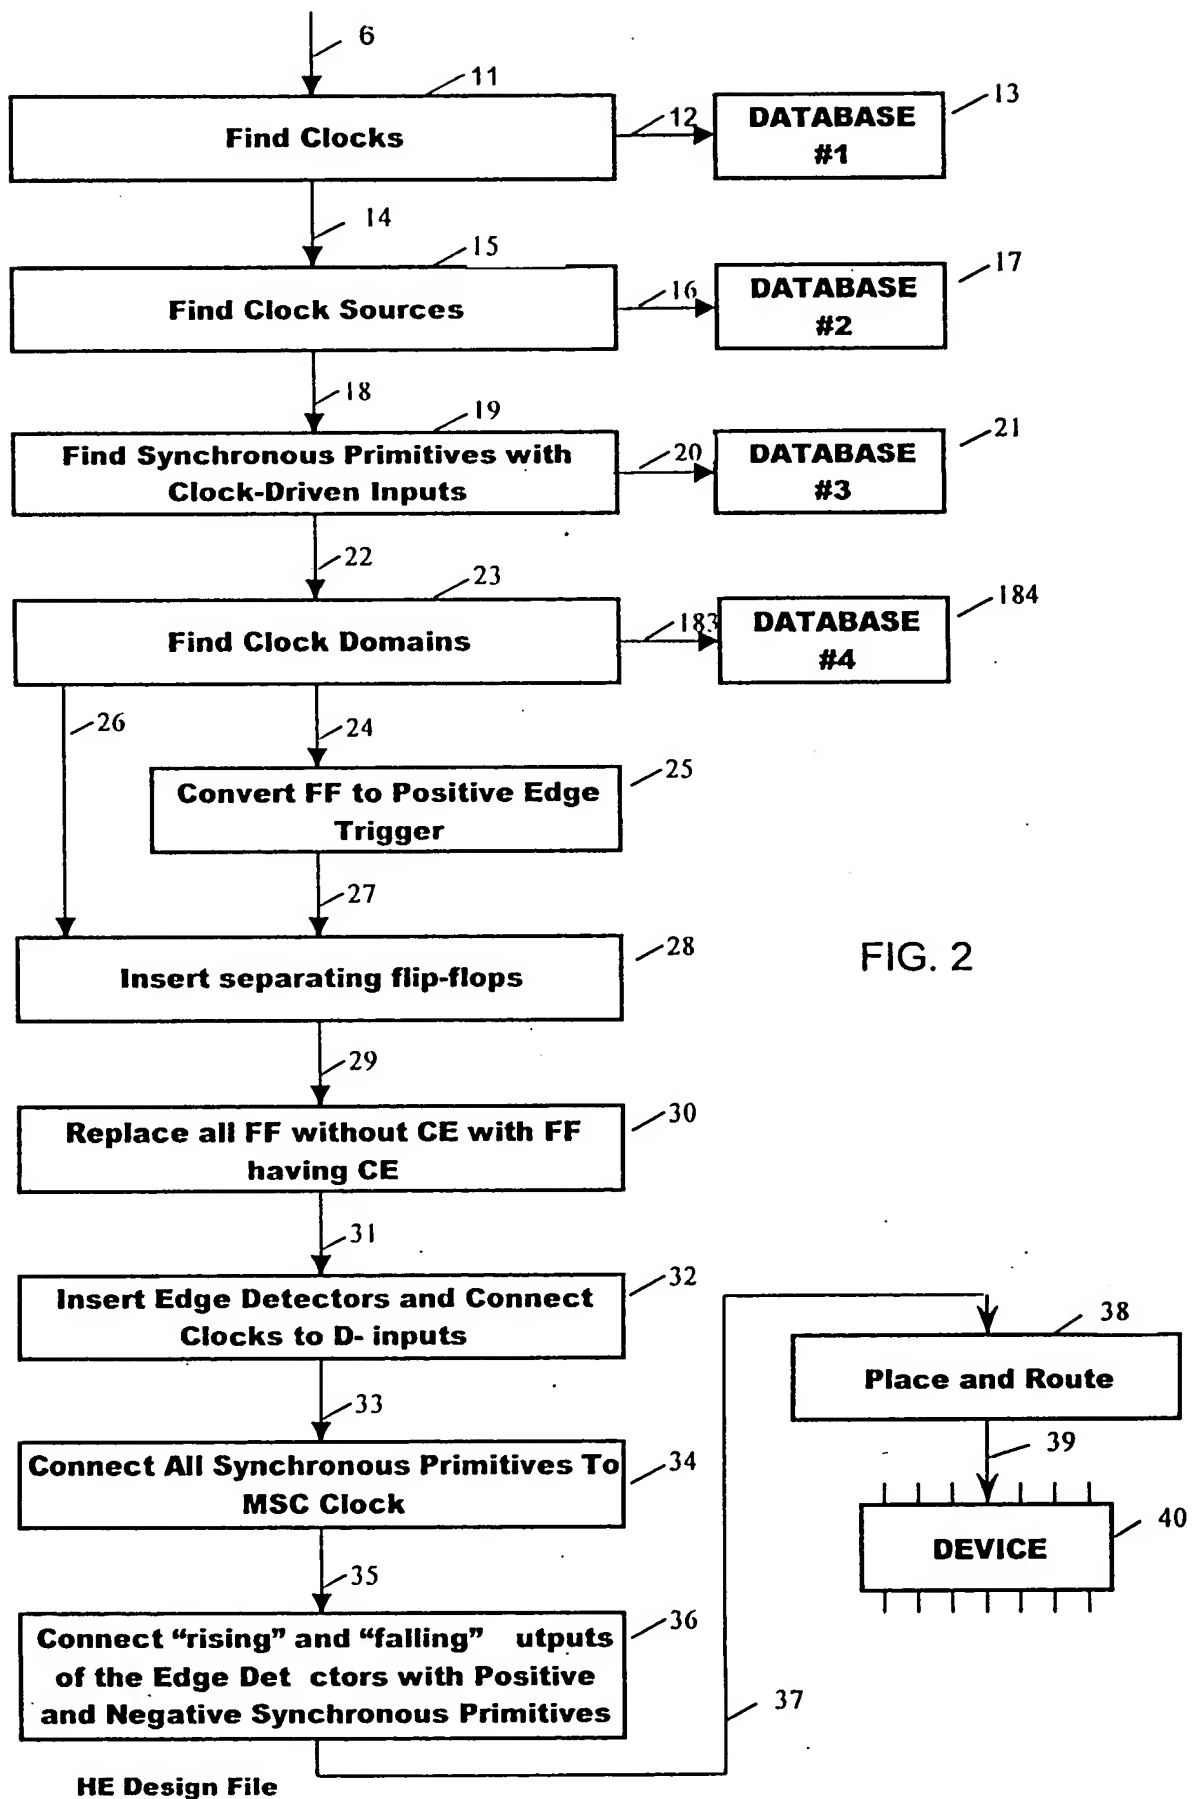 6
11
Find Clocks
12
DATABASE
#1
13
14
15
Find Clock Sources
16
DATABASE
#2
17
18
19
Find Synchronous Primitives with
Clock-Driven Inputs
20
DATABASE
#3
21
22
23
Find Clock Domains
183
DATABASE
#4
184
26
24
25
Convert FF to Positive Edge
Trigger
27
28
Insert separating flip-flops
FIG. 2
29
30
Replace all FF without CE with FF
having CE
31
32
Insert Edge Detectors and Connect
Clocks to D- inputs
33
34
Connect All Synchronous Primitives To
MSC Clock
35
36
Connect “rising” and “falling” utputs
of the Edge Det ctors with Positive
and Negative Synchronous Primitives
37
38
Place and Route
39
DEVICE
40
HE Design File